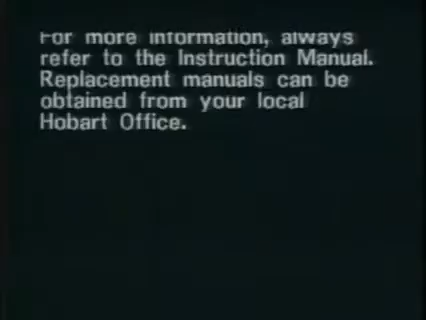 For more information, always
refer to the Instruction Manual.
Replacement manuals can be
obtained from your local
Hobart Office.